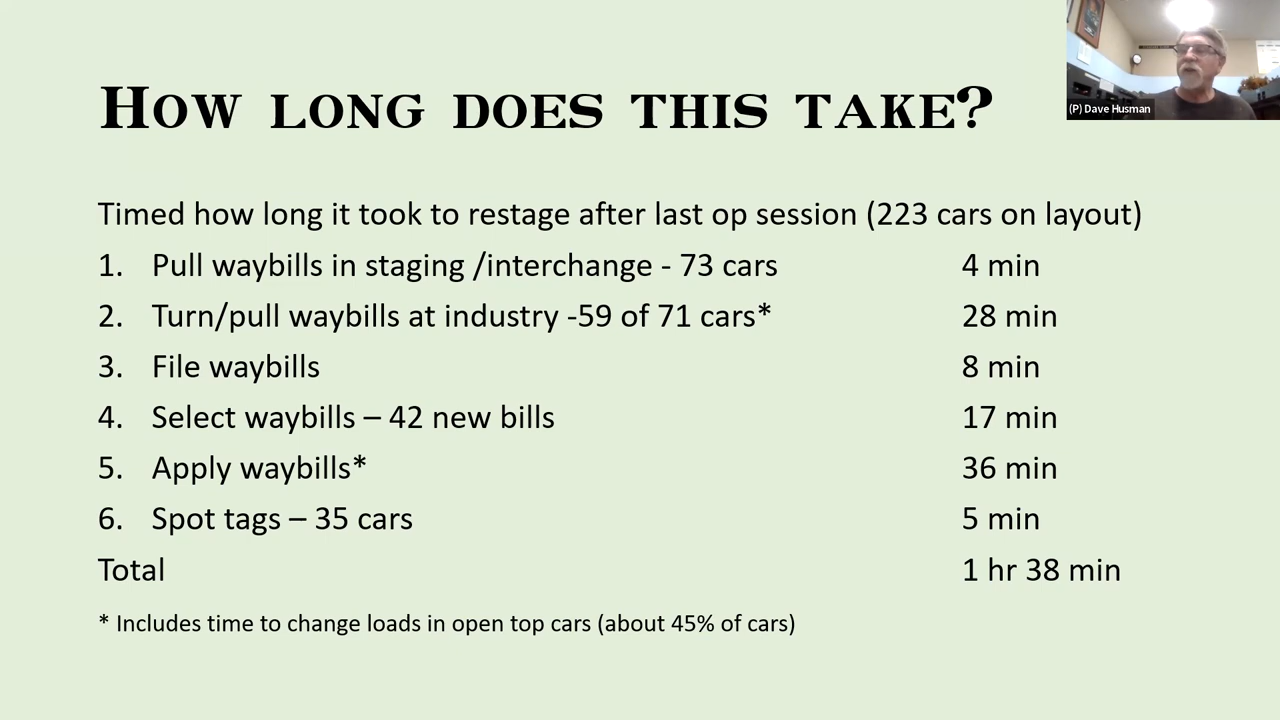 How long does this take?
(P) Dave Husman
Timed how long it took to restage after last op session (223 cars on layout)
1. Pull waybills in staging /interchange - 73 cars 4 min
2. Turn/pull waybills at industry -59 of 71 cars* 28 min
3. File waybills 8 min
4. Select waybills – 42 new bills 17 min
5. Apply waybills* 36 min
6. Spot tags – 35 cars 5 min
Total 1 hr 38 min
* Includes time to change loads in open top cars (about 45% of cars)